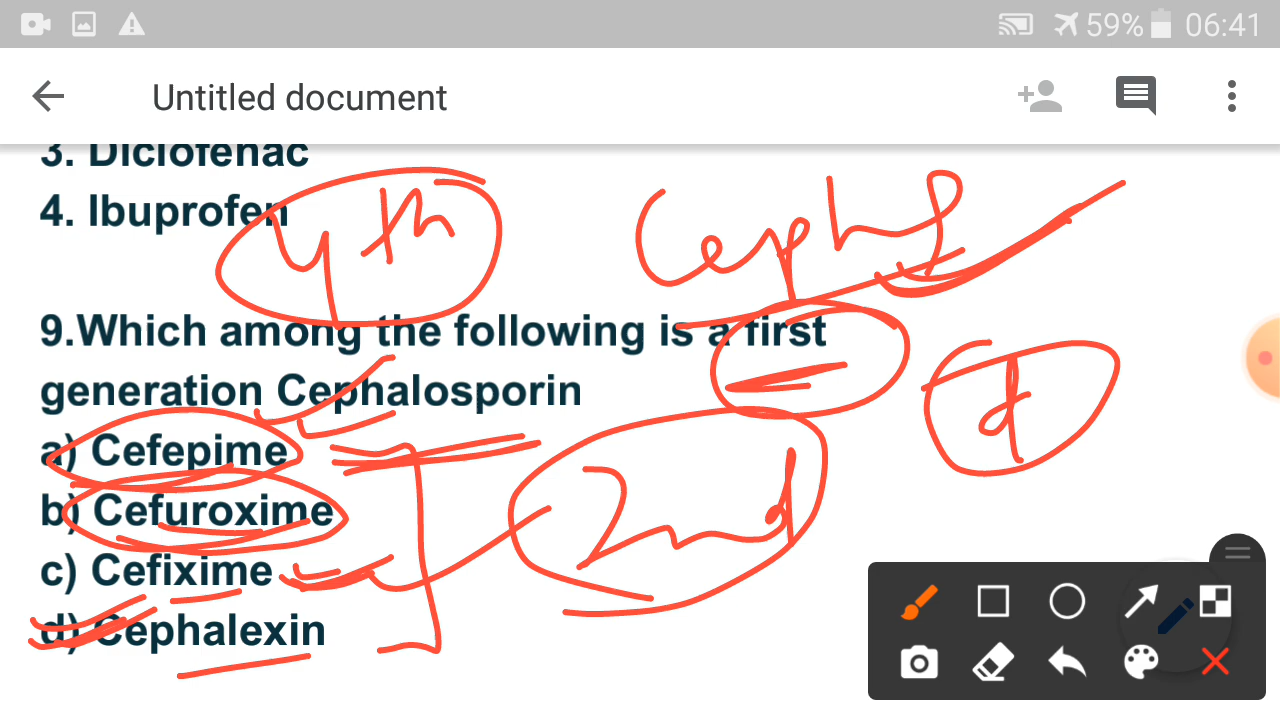 59% 06:41
Untitled document
3. Diclofenac
4. Ibuprofen
4th
9.Which among the following is a first
generation Cephalosporin
a) Cefepime
b) Cefuroxime
c) Cefixime
d) Cephalexin
2nd
d